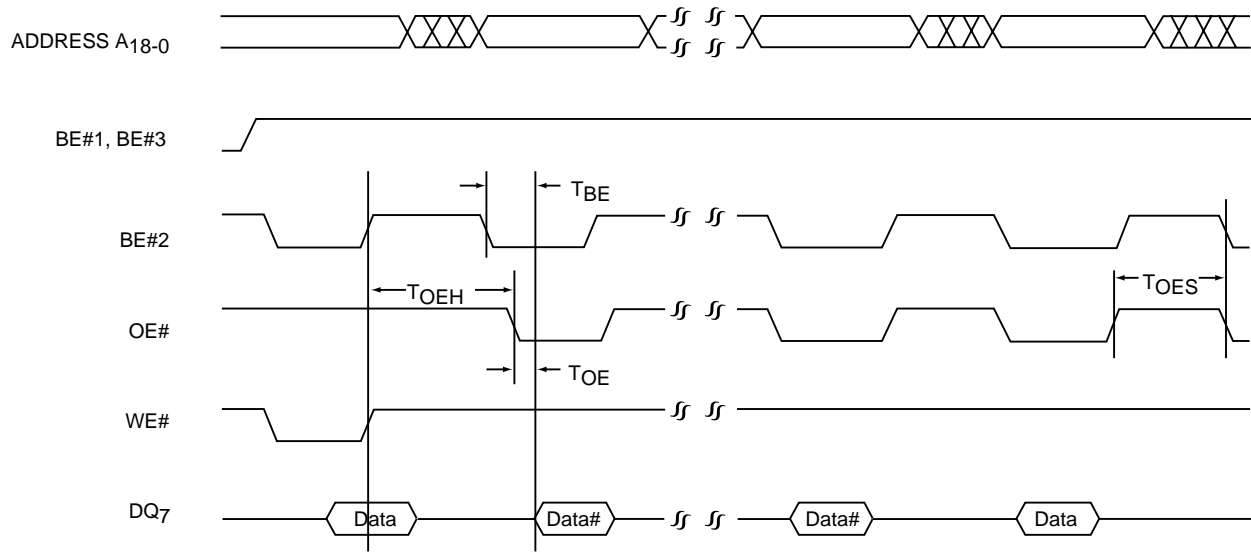 ADDRESS A18-0
BE#1, BE#3
TBE
BE#2
TOEH
TOES
OE#
TOE
WE#
DQ7
Data
Data#
Data#
Data